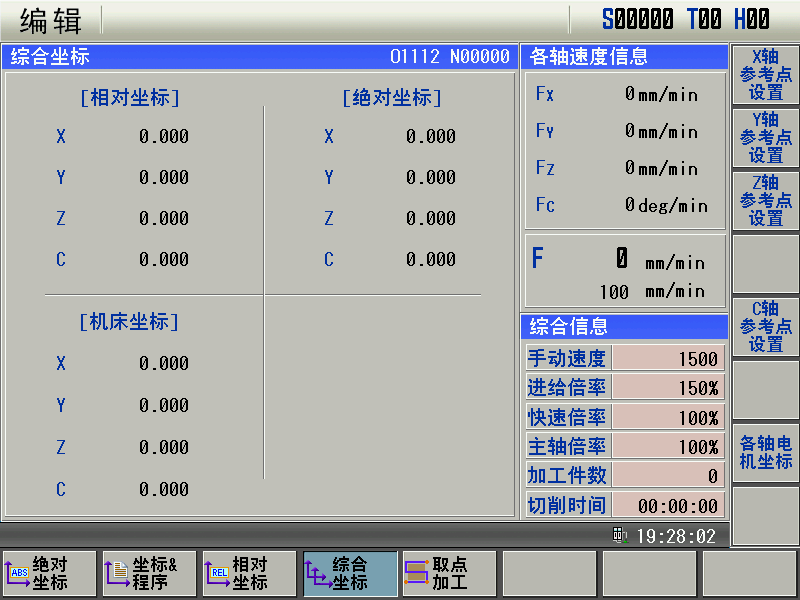 编辑
S00000 T00 H00
综合坐标 O1112 N00000
[相对坐标]
X 0.000
Y 0.000
Z 0.000
C 0.000
[绝对坐标]
X 0.000
Y 0.000
Z 0.000
C 0.000
[机床坐标]
X 0.000
Y 0.000
Z 0.000
C 0.000
各轴速度信息
Fx 0mm/min
Fy 0mm/min
Fz 0mm/min
Fc 0deg/min
F 0 mm/min
100 mm/min
综合信息
手动速度 1500
进给倍率 150%
快速倍率 100%
主轴倍率 100%
加工件数 0
切削时间 00:00:00
19:28:02
X轴
参考点
设置
Y轴
参考点
设置
Z轴
参考点
设置
C轴
参考点
设置
各轴电
机坐标
ABS 绝对
坐标
坐标&
程序
REL 相对
坐标
综合
坐标
取点
加工